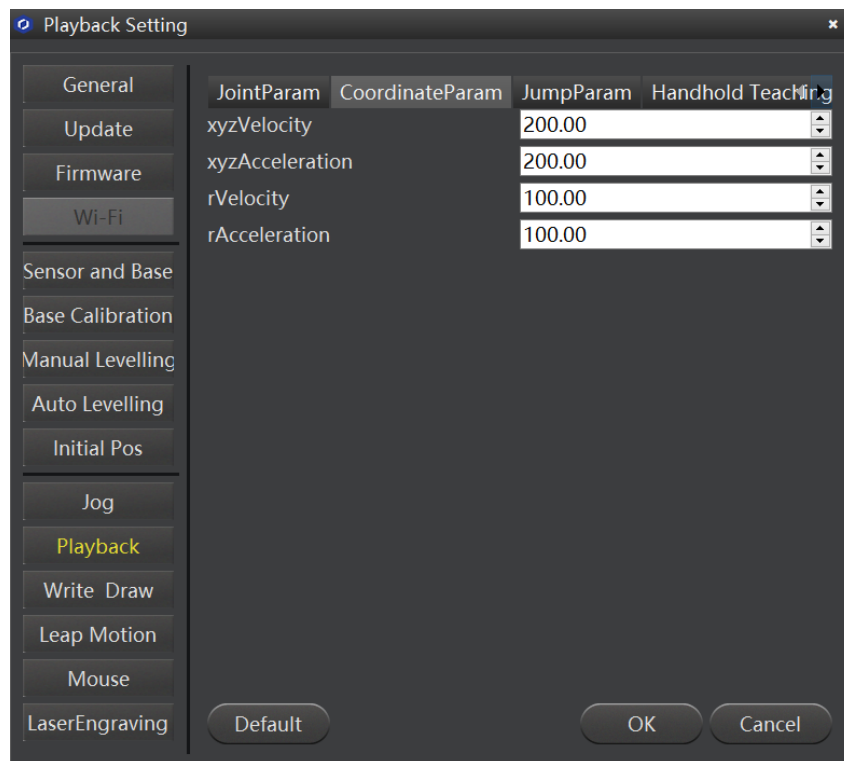 Playback Setting
General
Update
Firmware
Wi-Fi
Sensor and Base
Base Calibration
Manual Levelling
Auto Levelling
Initial Pos
Jog
Playback
Write Draw
Leap Motion
Mouse
LaserEngraving
JointParam CoordinateParam JumpParam Handhold Teaching
xyzVelocity 200.00
xyzAcceleration 200.00
rVelocity 100.00
rAcceleration 100.00
Default OK Cancel